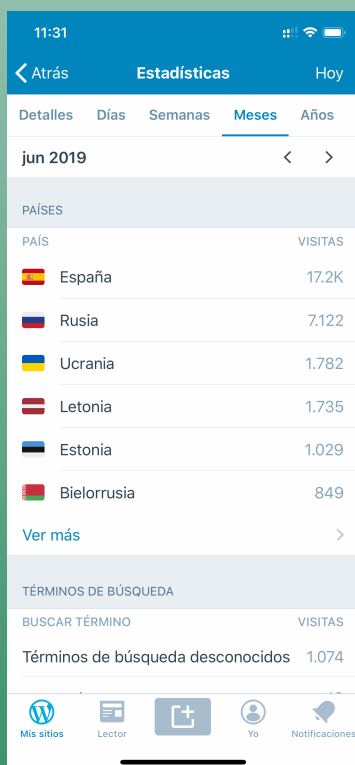 11:31
Atrás Estadísticas Hoy
Detalles Días Semanas Meses Años
jun 2019
PAÍSES
PAÍS VISITAS
España 17.2K
Rusia 7.122
Ucrania 1.782
Letonia 1.735
Estonia 1.029
Bielorrusia 849
Ver más
TÉRMINOS DE BÚSQUEDA
BUSCAR TÉRMINO VISITAS
Términos de búsqueda desconocidos 1.074
Mis sitios Lector Yo Notificaciones